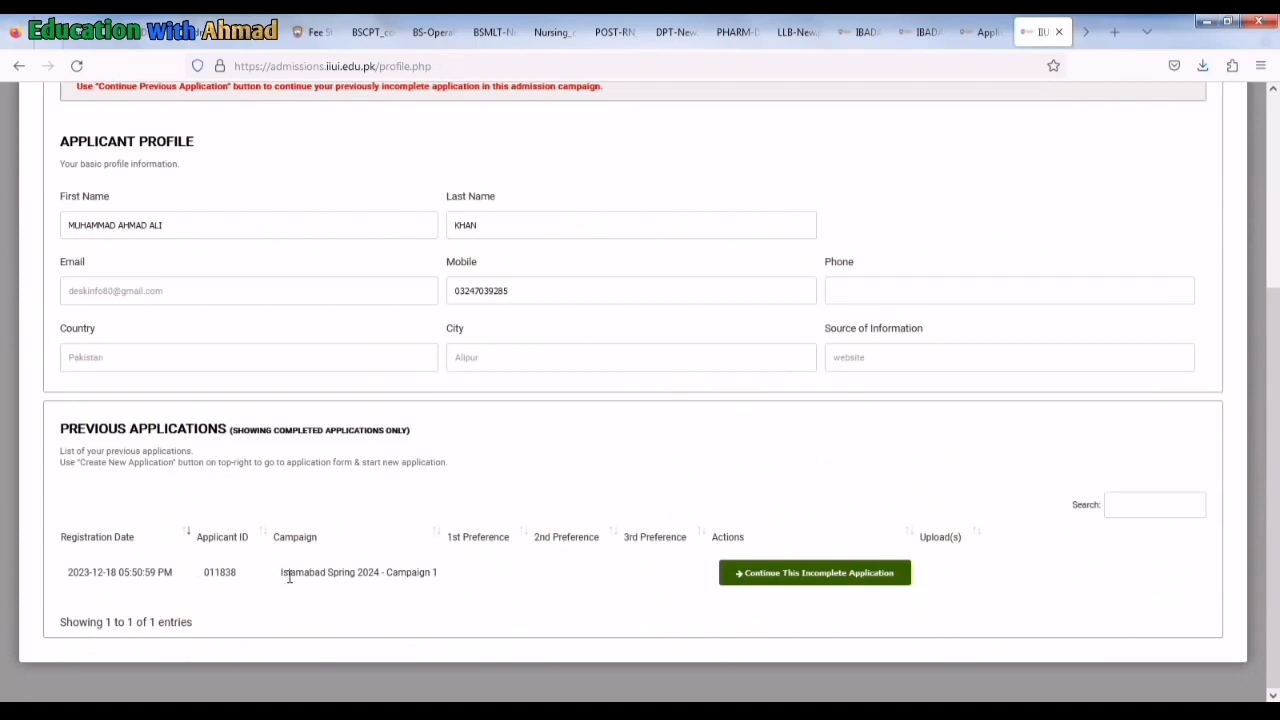 Education with Ahmad
Fee S
BSCPT_c
BS-Oper
BSMLT-N
Nursing_
POST-RN
DPT-New
PHARM-
LLB-New
IBAD
IBAD
Appli
IIU
https://admissions.iiui.edu.pk/profile.php
Use "Continue Previous Application" button to continue your previously incomplete application in this admission campaign.
APPLICANT PROFILE
Your basic profile information.
First Name
Last Name
MUHAMMAD AHMAD ALI
KHAN
Email
Mobile
Phone
deskinfo80@gmail.com
03247039285
Country
City
Source of Information
Pakistan
Alipur
website
PREVIOUS APPLICATIONS (SHOWING COMPLETED APPLICATIONS ONLY)
List of your previous applications.
Use "Create New Application" button on top-right to go to application form & start new application.
Search:
Registration Date Applicant ID Campaign 1st Preference 2nd Preference 3rd Preference Actions Upload(s)
2023-12-18 05:50:59 PM 011838 Islamabad Spring 2024 - Campaign 1 Continue This Incomplete Application
Showing 1 to 1 of 1 entries